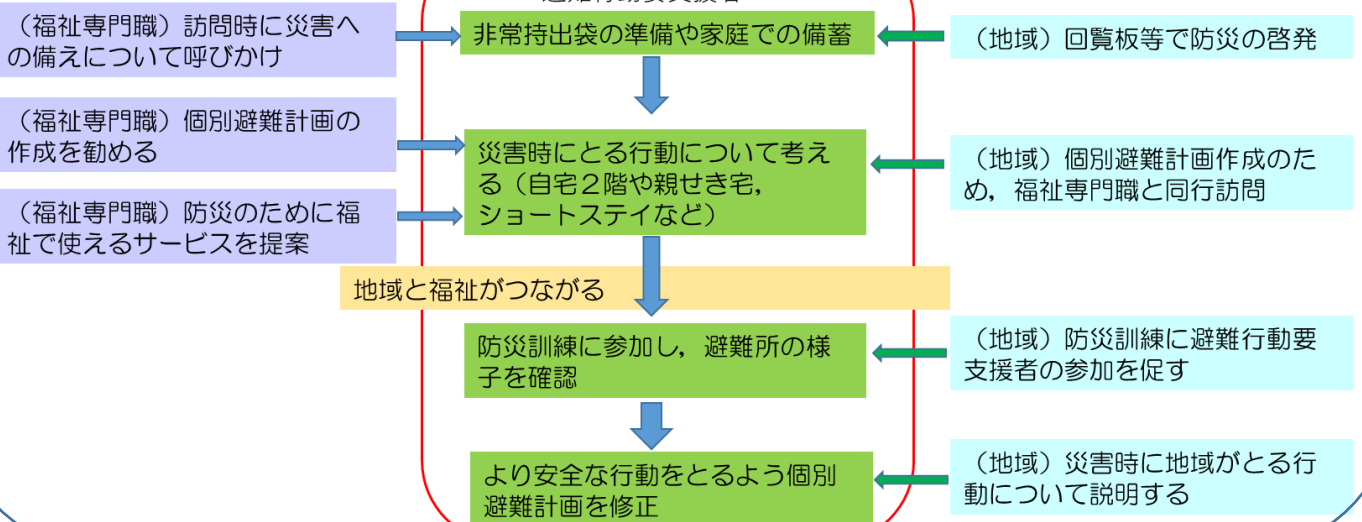 避難行動要支援者
（福祉専門職）訪問時に災害へ
の備えについて呼びかけ
非常持出袋の準備や家庭での備蓄
（地域）回覧板等で防災の啓発
（福祉専門職）個別避難計画の
作成を勧める
災害時にとる行動について考え
る（自宅２階や親せき宅，
ショートステイなど）
（地域）個別避難計画作成のた
め，福祉専門職と同行訪問
（福祉専門職）防災のために福
祉で使えるサービスを提案
地域と福祉がつながる
防災訓練に参加し，避難所の様
子を確認
（地域）防災訓練に避難行動要
支援者の参加を促す
より安全な行動をとるよう個別
避難計画を修正
（地域）災害時に地域がとる行
動について説明する